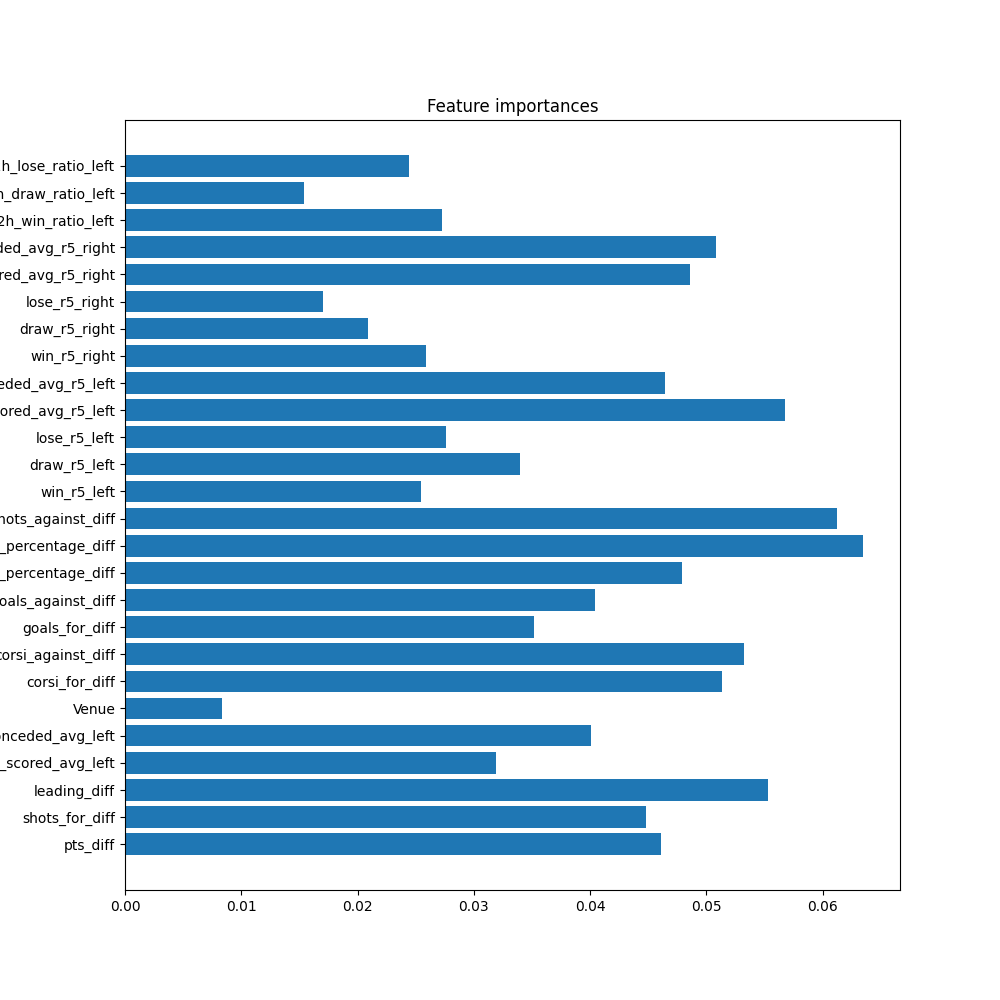 Feature importances
h_lose_ratio_left
h_draw_ratio_left
2h_win_ratio_left
ded_avg_r5_right
red_avg_r5_right
lose_r5_right
draw_r5_right
win_r5_right
eded_avg_r5_left
ored_avg_r5_left
lose_r5_left
draw_r5_left
win_r5_left
hots_against_diff
_percentage_diff
_percentage_diff
oals_against_diff
goals_for_diff
corsi_against_diff
corsi_for_diff
Venue
onceded_avg_left
_scored_avg_left
leading_diff
shots_for_diff
pts_diff
0.00 0.01 0.02 0.03 0.04 0.05 0.06